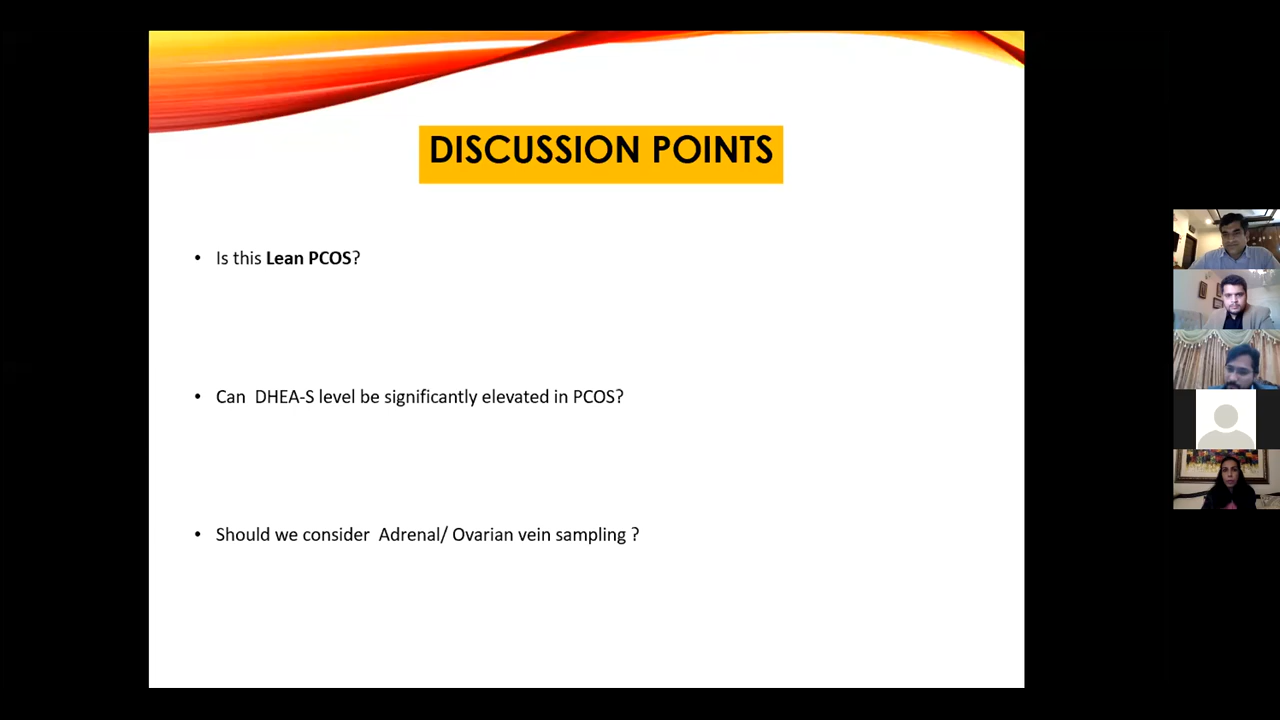 DISCUSSION POINTS
• Is this Lean PCOS?
• Can DHEA-S level be significantly elevated in PCOS?
• Should we consider Adrenal/ Ovarian vein sampling ?